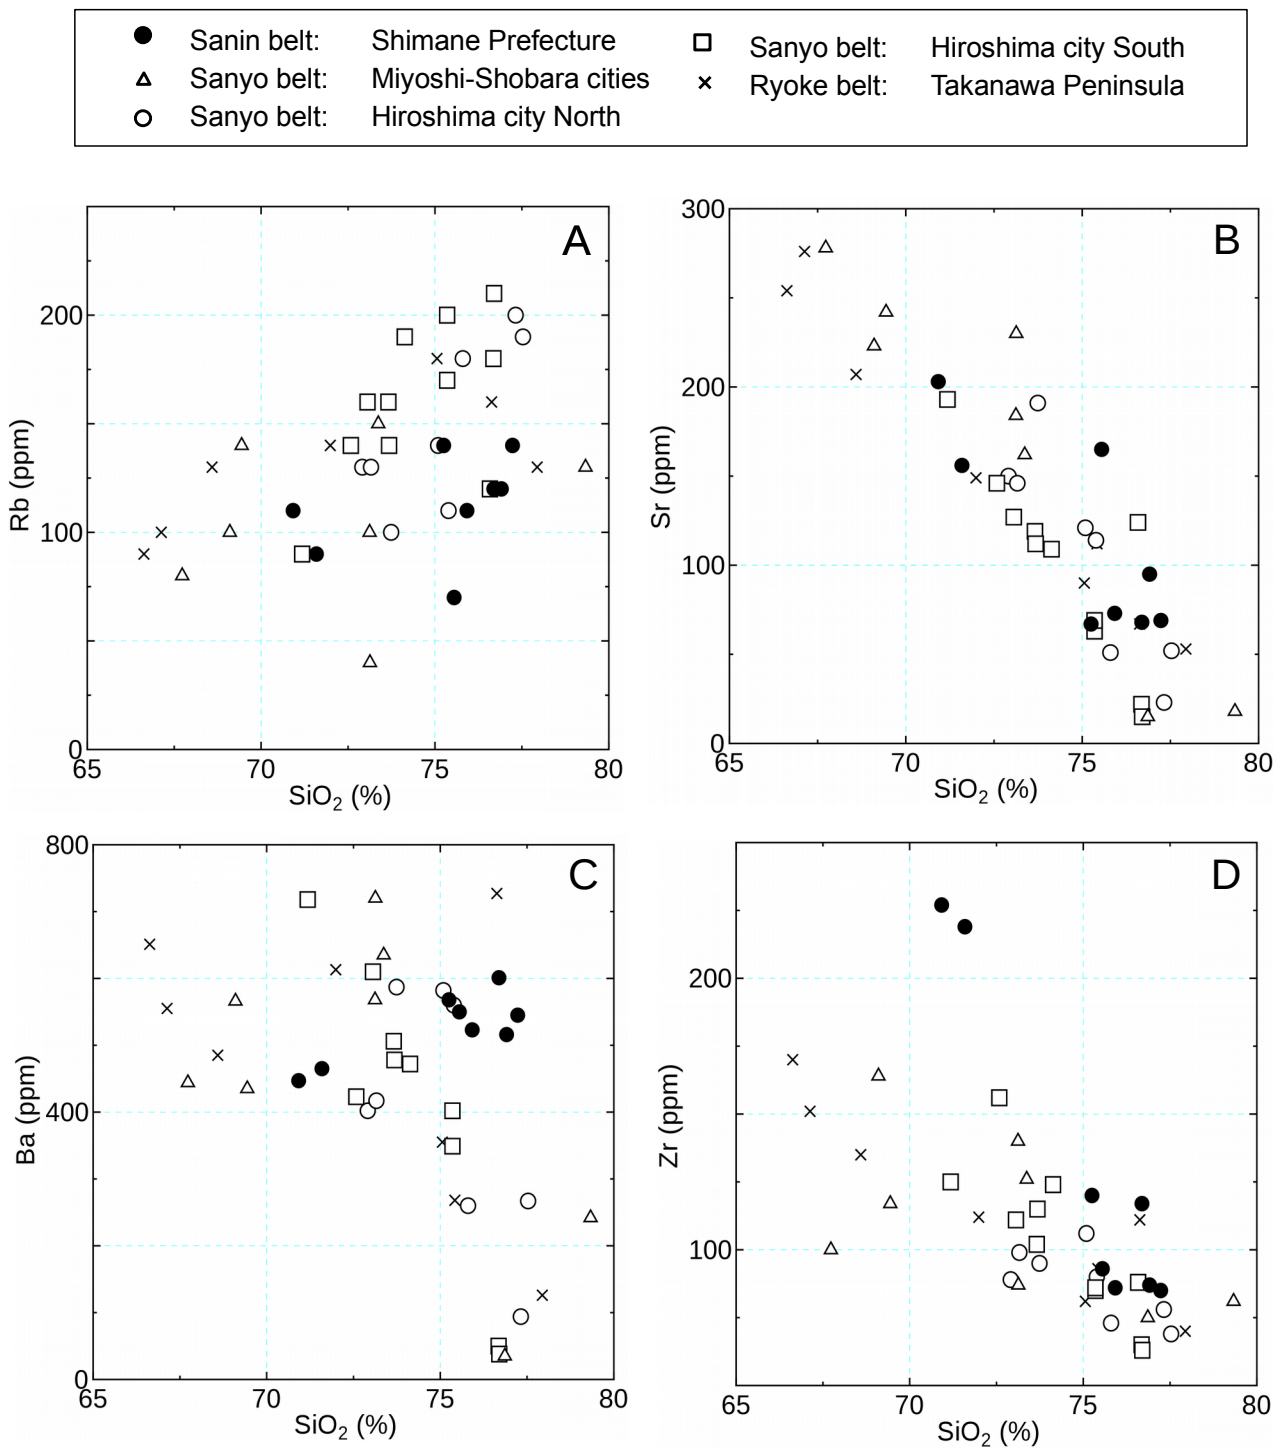 Sanin belt: Shimane Prefecture
Sanyo belt: Miyoshi-Shobara cities
Sanyo belt: Hiroshima city North
Sanyo belt: Hiroshima city South
Ryoke belt: Takanawa Peninsula
A
200
100
0
Rb (ppm)
65 70 75 80
SiO₂ (%)
B
300
200
100
0
Sr (ppm)
65 70 75 80
SiO₂ (%)
C
800
400
0
Ba (ppm)
65 70 75 80
SiO₂ (%)
D
200
100
Zr (ppm)
65 70 75 80
SiO₂ (%)